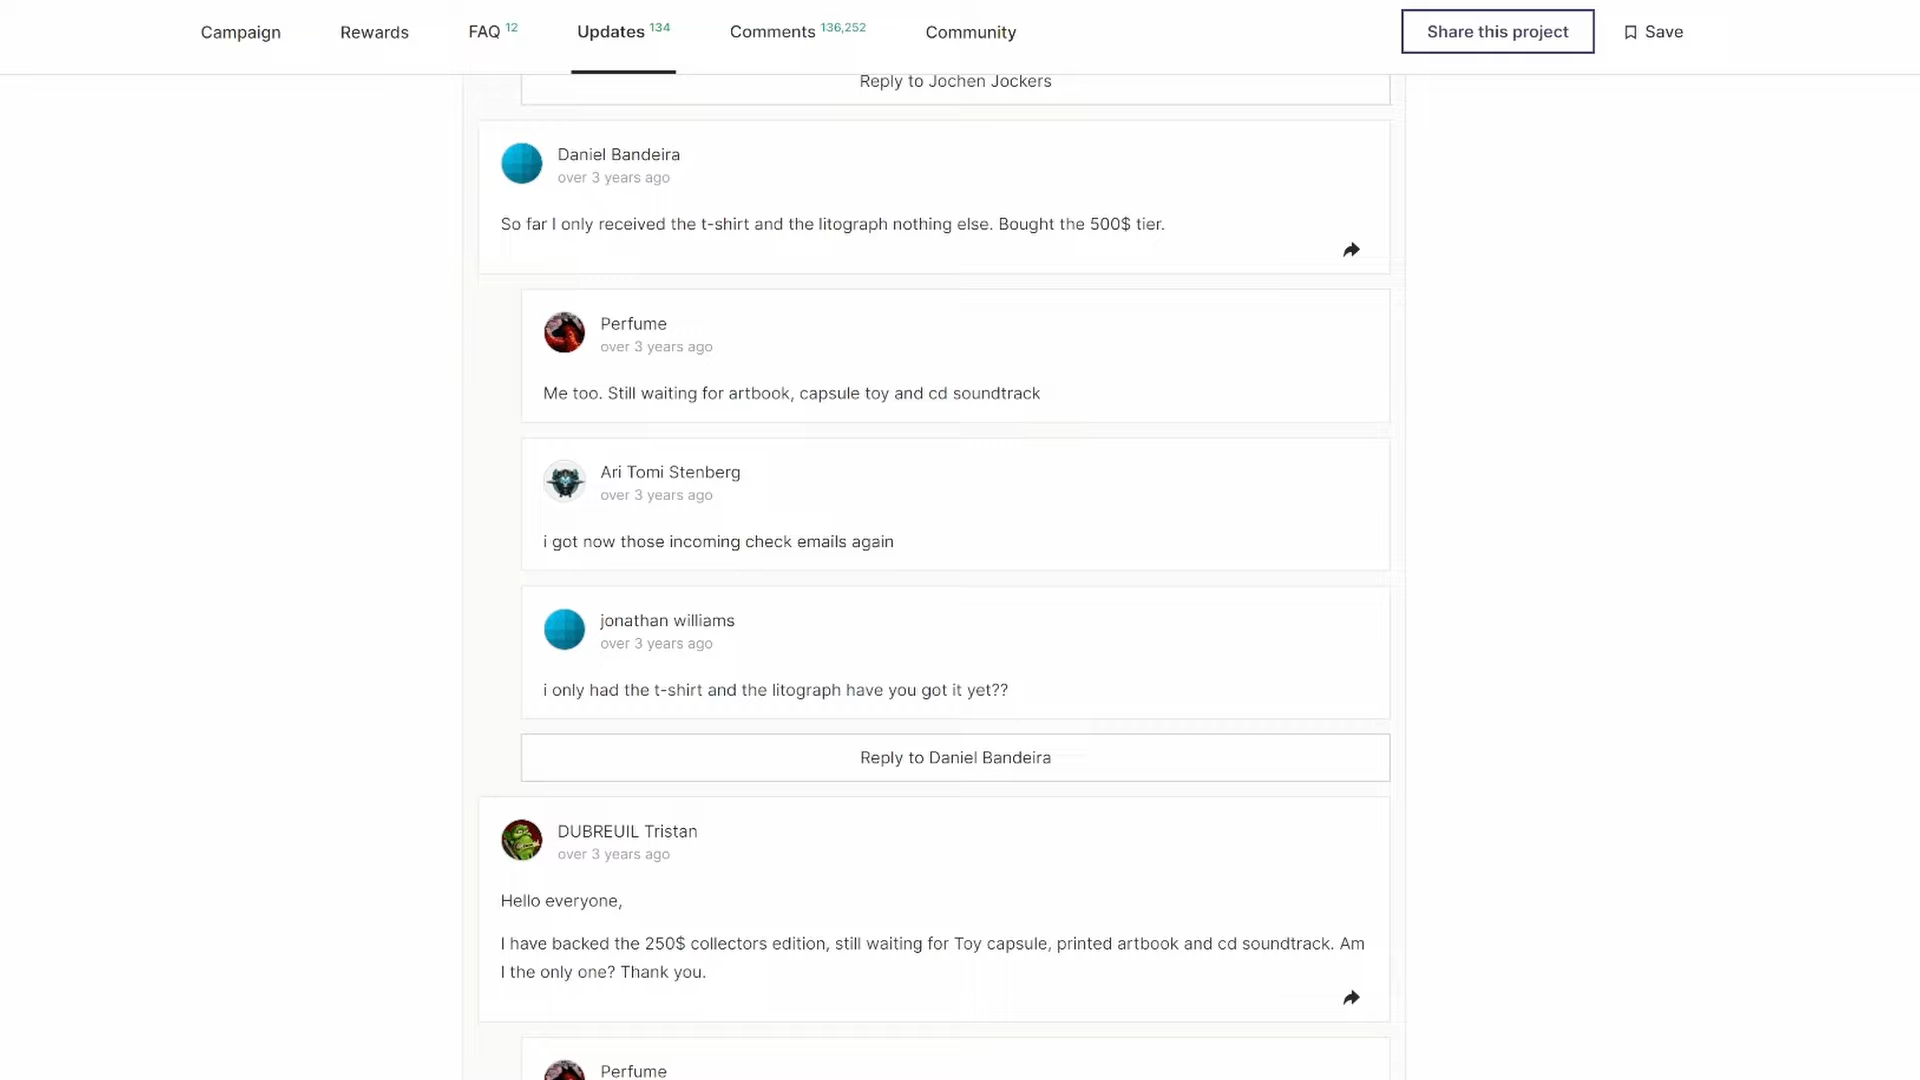 Campaign
Rewards
FAQ 12
Updates 134
Comments 136,252
Community
Share this project
Save
Reply to Jochen Jockers
Daniel Bandeira
over 3 years ago
So far I only received the t-shirt and the litograph nothing else. Bought the 500$ tier.
Perfume
over 3 years ago
Me too. Still waiting for artbook, capsule toy and cd soundtrack
Ari Tomi Stenberg
over 3 years ago
i got now those incoming check emails again
jonathan williams
over 3 years ago
i only had the t-shirt and the litograph have you got it yet??
Reply to Daniel Bandeira
DUBREUIL Tristan
over 3 years ago
Hello everyone,
I have backed the 250$ collectors edition, still waiting for Toy capsule, printed artbook and cd soundtrack. Am
I the only one? Thank you.
Perfume